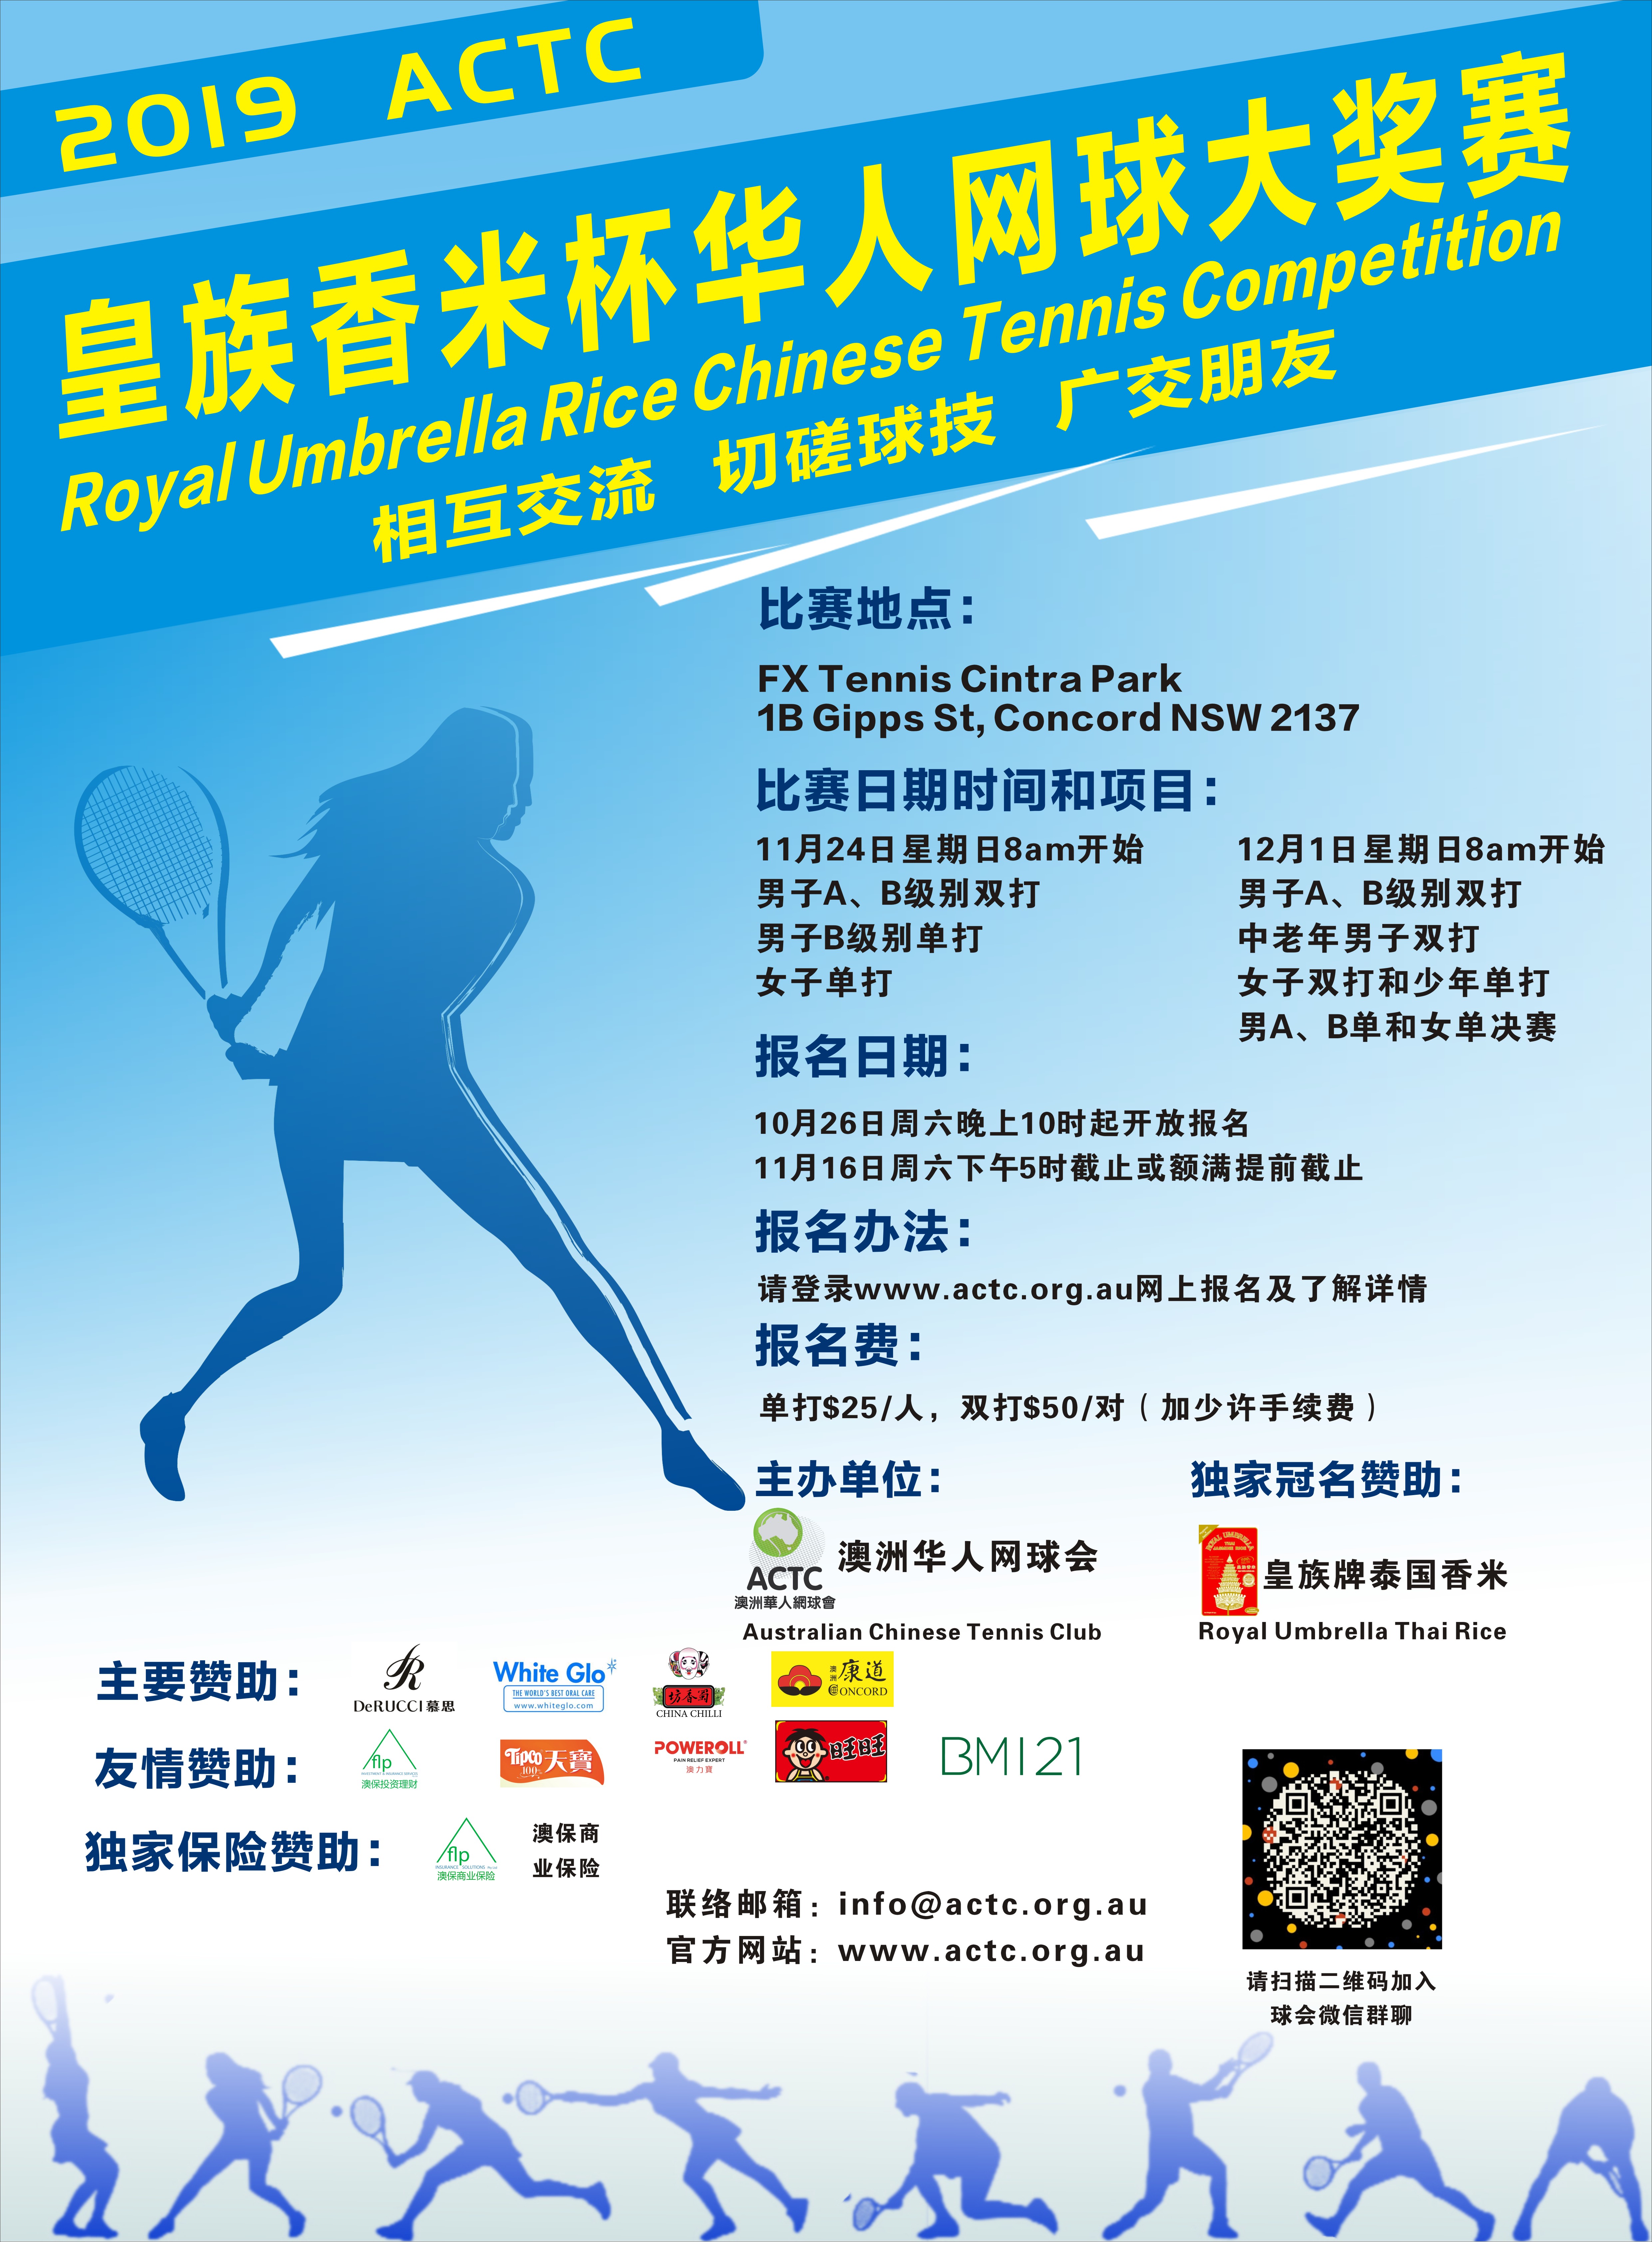 2019 ACTC
皇族香米杯华人网球大奖赛
Royal Umbrella Rice Chinese Tennis Competition
相互交流 切磋球技 广交朋友
比赛地点：
FX Tennis Cintra Park
1B Gipps St, Concord NSW 2137
比赛日期时间和项目：
11月24日星期日8am开始
男子A、B级别双打
男子B级别单打
女子单打
12月1日星期日8am开始
男子A、B级别双打
中老年男子双打
女子双打和少年单打
男A、B单和女单决赛
报名日期：
10月26日周六晚上10时起开放报名
11月16日周六下午5时截止或额满提前截止
报名办法：
请登录www.actc.org.au网上报名及了解详情
报名费：
单打$25/人，双打$50/对（加少许手续费）
主办单位：
ACTC
澳洲華人網球會
澳洲华人网球会
Australian Chinese Tennis Club
独家冠名赞助：
ROYAL UMBRELLA
皇族牌泰国香米
Royal Umbrella Thai Rice
主要赞助：
DeRUCCI慕思
White Glo
THE WORLD'S BEST ORAL CARE
www.whiteglo.com
坊香蜀
CHINA CHILLI
澳洲康道
CONCORD
友情赞助：
flp
澳保投资理财
Tipco 天寶
100%
POWEROLL
PAIN RELIEF EXPERT
澳力寶
旺旺
BMI21
独家保险赞助：
flp
INSURANCE SOLUTIONS
澳保商业保险
澳保商
业保险
联络邮箱：info@actc.org.au
官方网站：www.actc.org.au
请扫描二维码加入
球会微信群聊